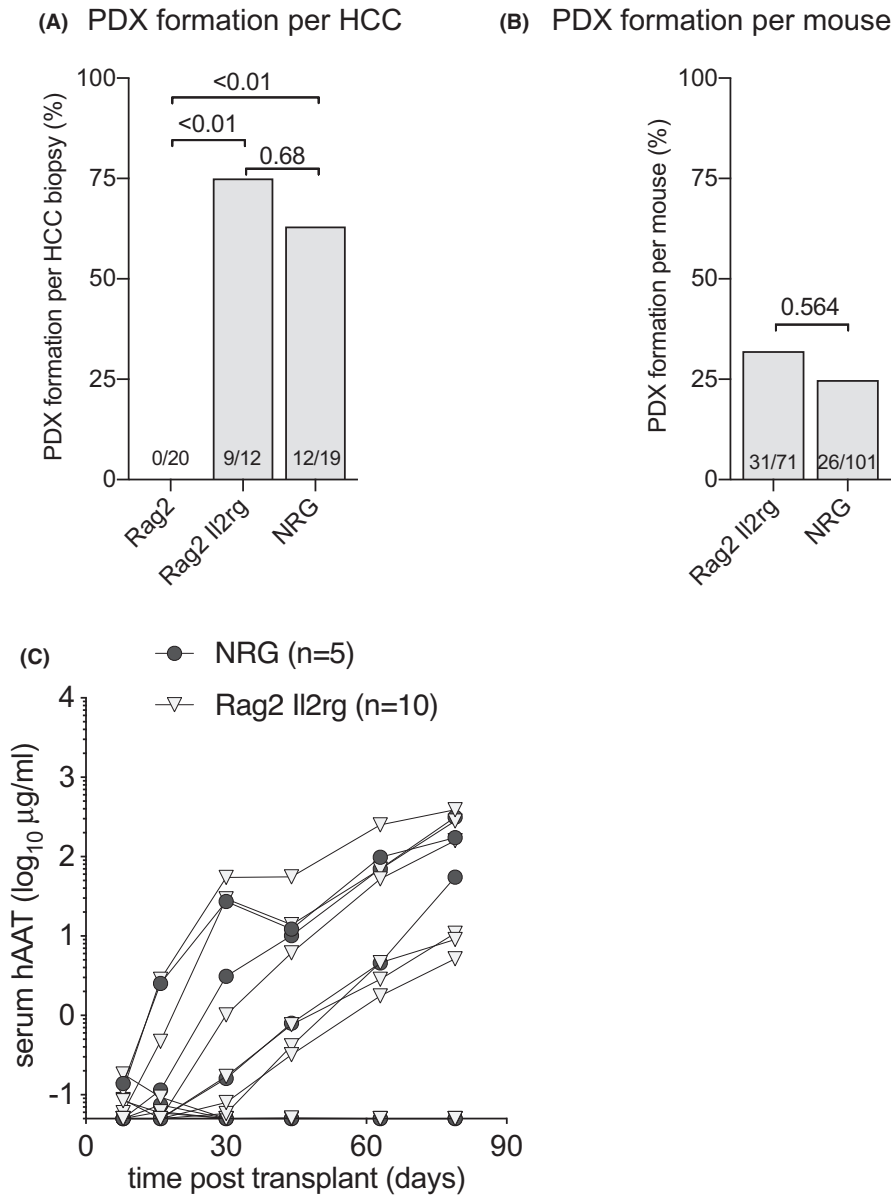 (A) PDX formation per HCC
PDX formation per HCC biopsy (%)
100
75
50
25
0
<0.01
<0.01
0.68
0/20
9/12
12/19
Rag2
Rag2 Il2rg
NRG
(B) PDX formation per mouse
PDX formation per mouse (%)
100
75
50
25
0
0.564
31/71
26/101
Rag2 Il2rg
NRG
(C)
NRG (n=5)
Rag2 Il2rg (n=10)
serum hAAT (log10 µg/ml)
4
3
2
1
0
-1
0 30 60 90
time post transplant (days)